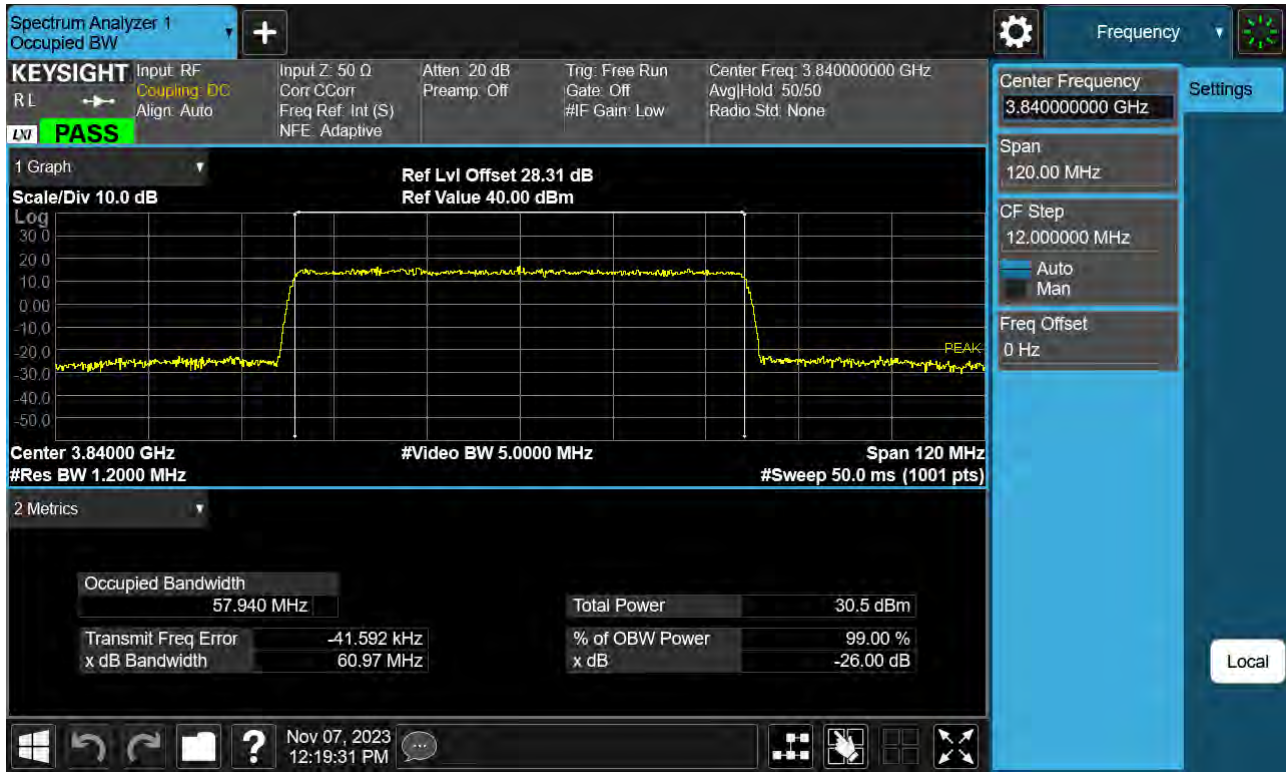 Spectrum Analyzer 1
Occupied BW
Frequency
KEYSIGHT
RL
LXI
PASS
Input: RF
Coupling: DC
Align: Auto
Input Z: 50 Ω
Corr CCorr
Freq Ref: Int (S)
NFE: Adaptive
Atten: 20 dB
Preamp: Off
Trig: Free Run
Gate: Off
#IF Gain: Low
Center Freq: 3.840000000 GHz
Avg|Hold: 50/50
Radio Std: None
Center Frequency
3.840000000 GHz
Settings
Span
120.00 MHz
CF Step
12.000000 MHz
Auto
Man
Freq Offset
0 Hz
Local
1 Graph
Scale/Div 10.0 dB
Ref Lvl Offset 28.31 dB
Ref Value 40.00 dBm
Log
30.0
20.0
10.0
0.00
-10.0
-20.0
-30.0
-40.0
-50.0
PEAK
Center 3.84000 GHz
#Video BW 5.0000 MHz
Span 120 MHz
#Res BW 1.2000 MHz
#Sweep 50.0 ms (1001 pts)
2 Metrics
Occupied Bandwidth
57.940 MHz
Total Power 30.5 dBm
Transmit Freq Error -41.592 kHz
% of OBW Power 99.00 %
x dB Bandwidth 60.97 MHz
x dB -26.00 dB
?
Nov 07, 2023
12:19:31 PM